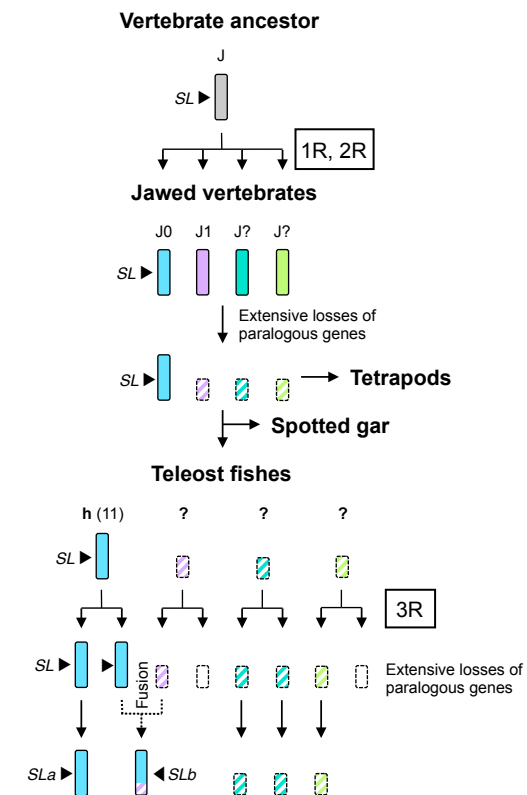 Vertebrate ancestor
J
SL
1R, 2R
Jawed vertebrates
J0 J1 J? J?
SL
Extensive losses of
paralogous genes
SL
Tetrapods
Spotted gar
Teleost fishes
h (11) ? ? ?
SL
3R
SL
Fusion
Extensive losses of
paralogous genes
SLa
SLb